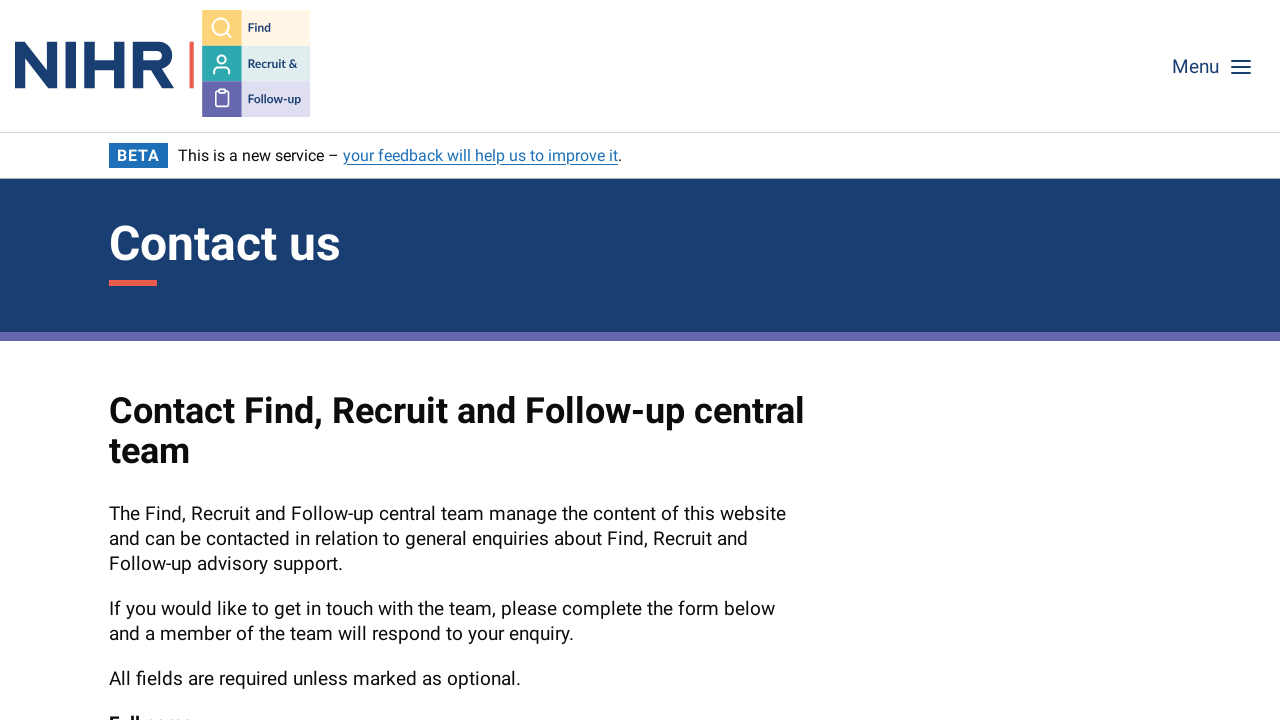 NIHR
Find
Recruit &
Follow-up
Menu
BETA This is a new service – your feedback will help us to improve it.
Contact us
Contact Find, Recruit and Follow-up central
team
The Find, Recruit and Follow-up central team manage the content of this website
and can be contacted in relation to general enquiries about Find, Recruit and
Follow-up advisory support.
If you would like to get in touch with the team, please complete the form below
and a member of the team will respond to your enquiry.
All fields are required unless marked as optional.
Full name